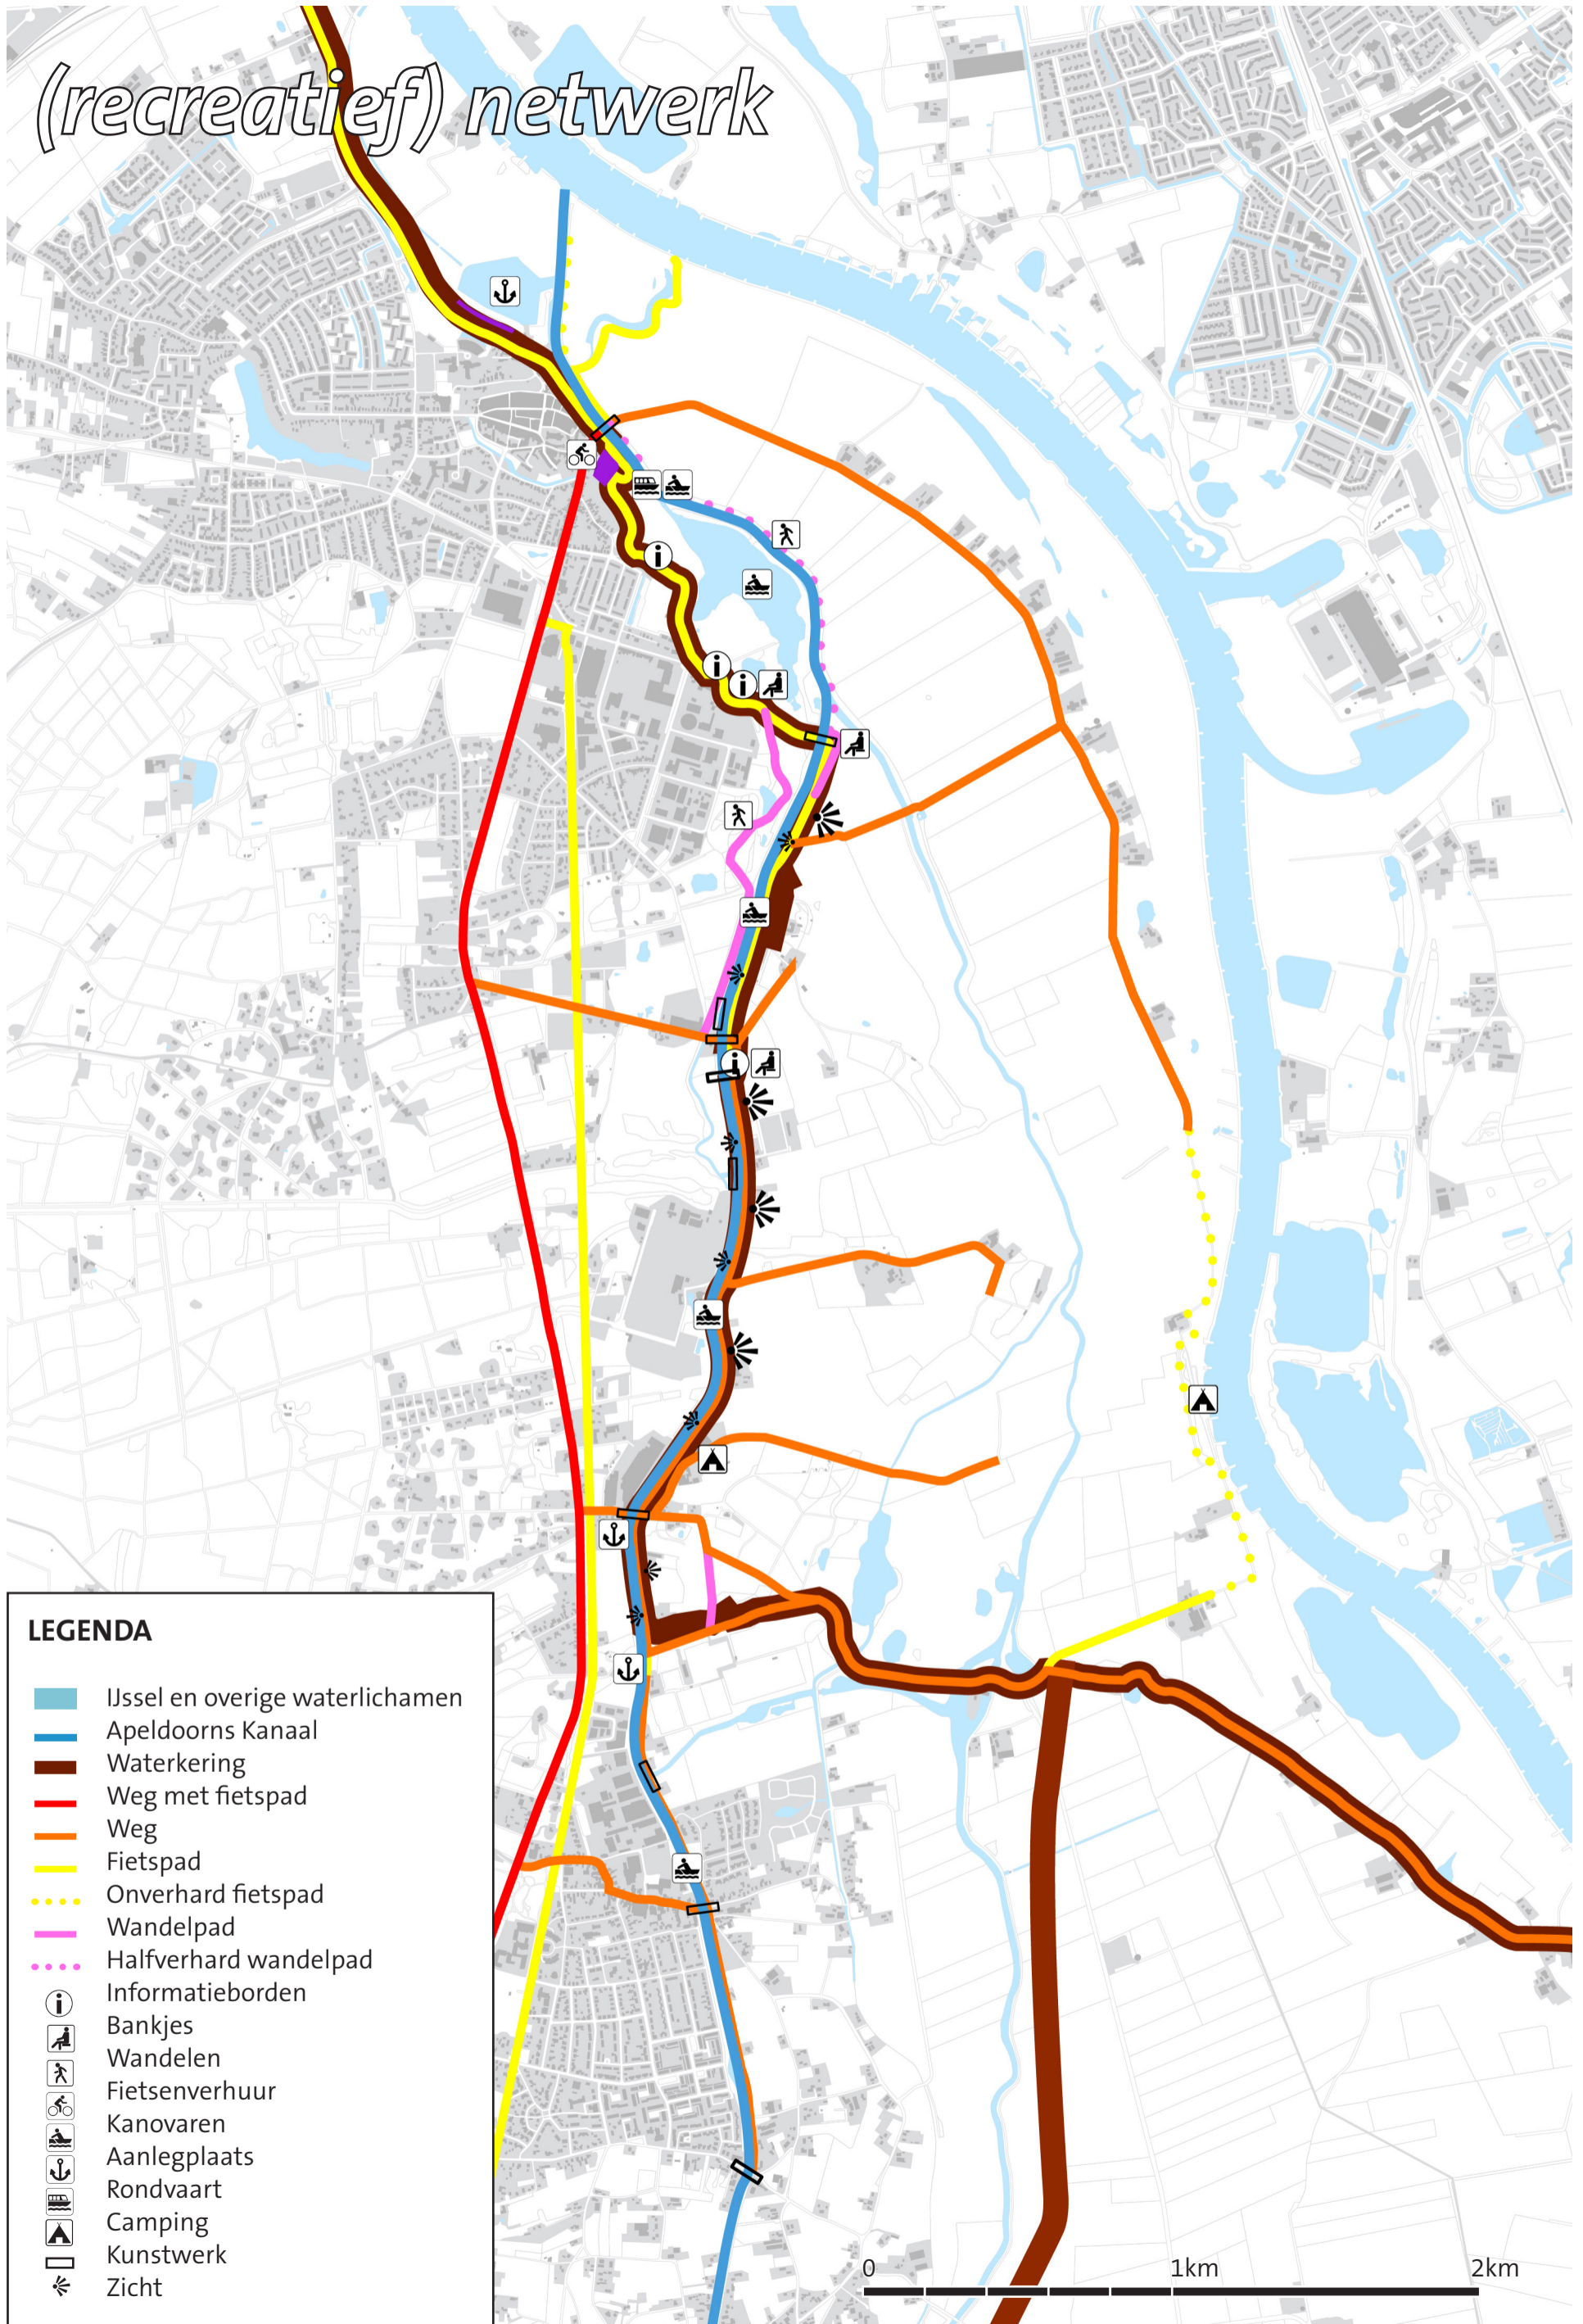 (recreatief) netwerk
LEGENDA
IJssel en overige waterlichamen
Apeldoorns Kanaal
Waterkering
Weg met fietspad
Weg
Fietspad
Onverhard fietspad
Wandelpad
Halfverhard wandelpad
Informatieborden
Bankjes
Wandelen
Fietsenverhuur
Kanovaren
Aanlegplaats
Rondvaart
Camping
Kunstwerk
Zicht
0 1km 2km